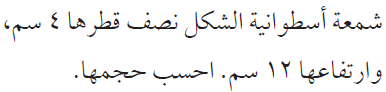 شمعة أسطوانية الشكل نصف قطرها ٤ سم،
وارتفاعها ١٢ سم. احسب حجمها.